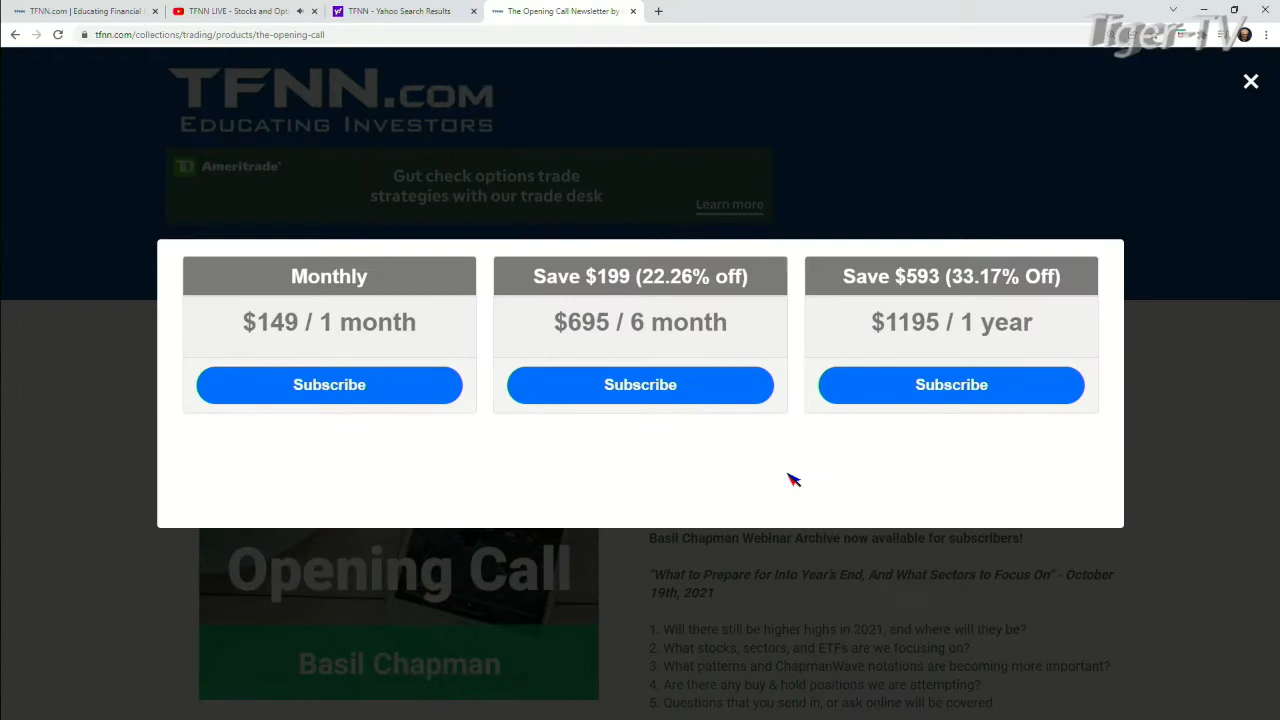 TFNN.com | Educating Financial
TFNN LIVE - Stocks and Opti
TFNN - Yahoo Search Results
The Opening Call Newsletter by
tfnn.com/collections/trading/products/the-opening-call
Tiger TV
TFNN.COM
EDUCATING INVESTORS
TD Ameritrade
Gut check options trade
strategies with our trade desk
Learn more
Monthly
$149 / 1 month
Subscribe
Save $199 (22.26% off)
$695 / 6 month
Subscribe
Save $593 (33.17% Off)
$1195 / 1 year
Subscribe
Opening Call
Basil Chapman
Basil Chapman Webinar Archive now available for subscribers!
"What to Prepare for Into Year's End, And What Sectors to Focus On" - October
19th, 2021
1. Will there still be higher highs in 2021, and where will they be?
2. What stocks, sectors, and ETFs are we focusing on?
3. What patterns and ChapmanWave notations are becoming more important?
4. Are there any buy & hold positions we are attempting?
5. Questions that you send in, or ask online will be covered